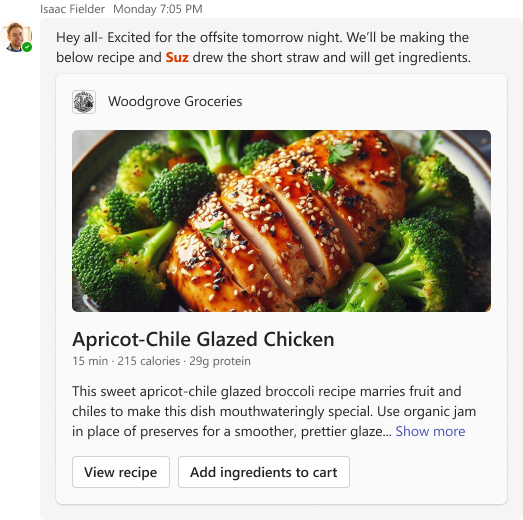 Isaac Fielder Monday 7:05 PM
Hey all- Excited for the offsite tomorrow night. We’ll be making the
below recipe and Suz drew the short straw and will get ingredients.
Woodgrove Groceries
Apricot-Chile Glazed Chicken
15 min · 215 calories · 29g protein
This sweet apricot-chile glazed broccoli recipe marries fruit and
chiles to make this dish mouthwateringly special. Use organic jam
in place of preserves for a smoother, prettier glaze... Show more
View recipe Add ingredients to cart